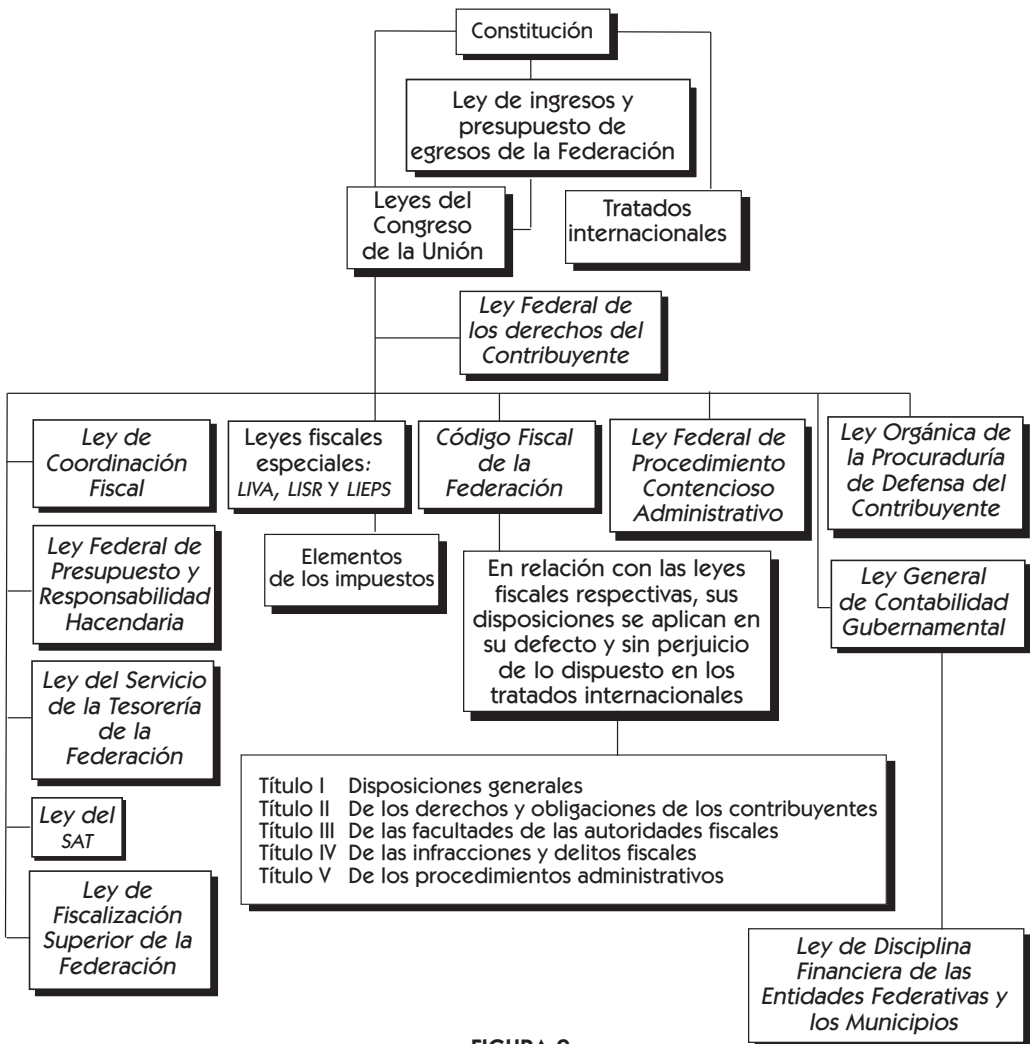 Constitución
Ley de ingresos y
presupuesto de
egresos de la Federación
Leyes del
Congreso
de la Unión
Tratados
internacionales
Ley Federal de
los derechos del
Contribuyente
Ley de
Coordinación
Fiscal
Leyes fiscales
especiales:
LIVA, LISR Y LIEPS
Código Fiscal
de la
Federación
Ley Federal de
Procedimiento
Contencioso
Administrativo
Ley Orgánica de
la Procuraduría
de Defensa del
Contribuyente
Ley Federal de
Presupuesto y
Responsabilidad
Hacendaria
Elementos
de los impuestos
En relación con las leyes
fiscales respectivas, sus
disposiciones se aplican en
su defecto y sin perjuicio
de lo dispuesto en los
tratados internacionales
Ley General
de Contabilidad
Gubernamental
Ley del Servicio
de la Tesorería
de la
Federación
Título I Disposiciones generales
Título II De los derechos y obligaciones de los contribuyentes
Título III De las facultades de las autoridades fiscales
Título IV De las infracciones y delitos fiscales
Título V De los procedimientos administrativos
Ley del
SAT
Ley de
Fiscalización
Superior de la
Federación
Ley de Disciplina
Financiera de las
Entidades Federativas y
los Municipios
FIGURA